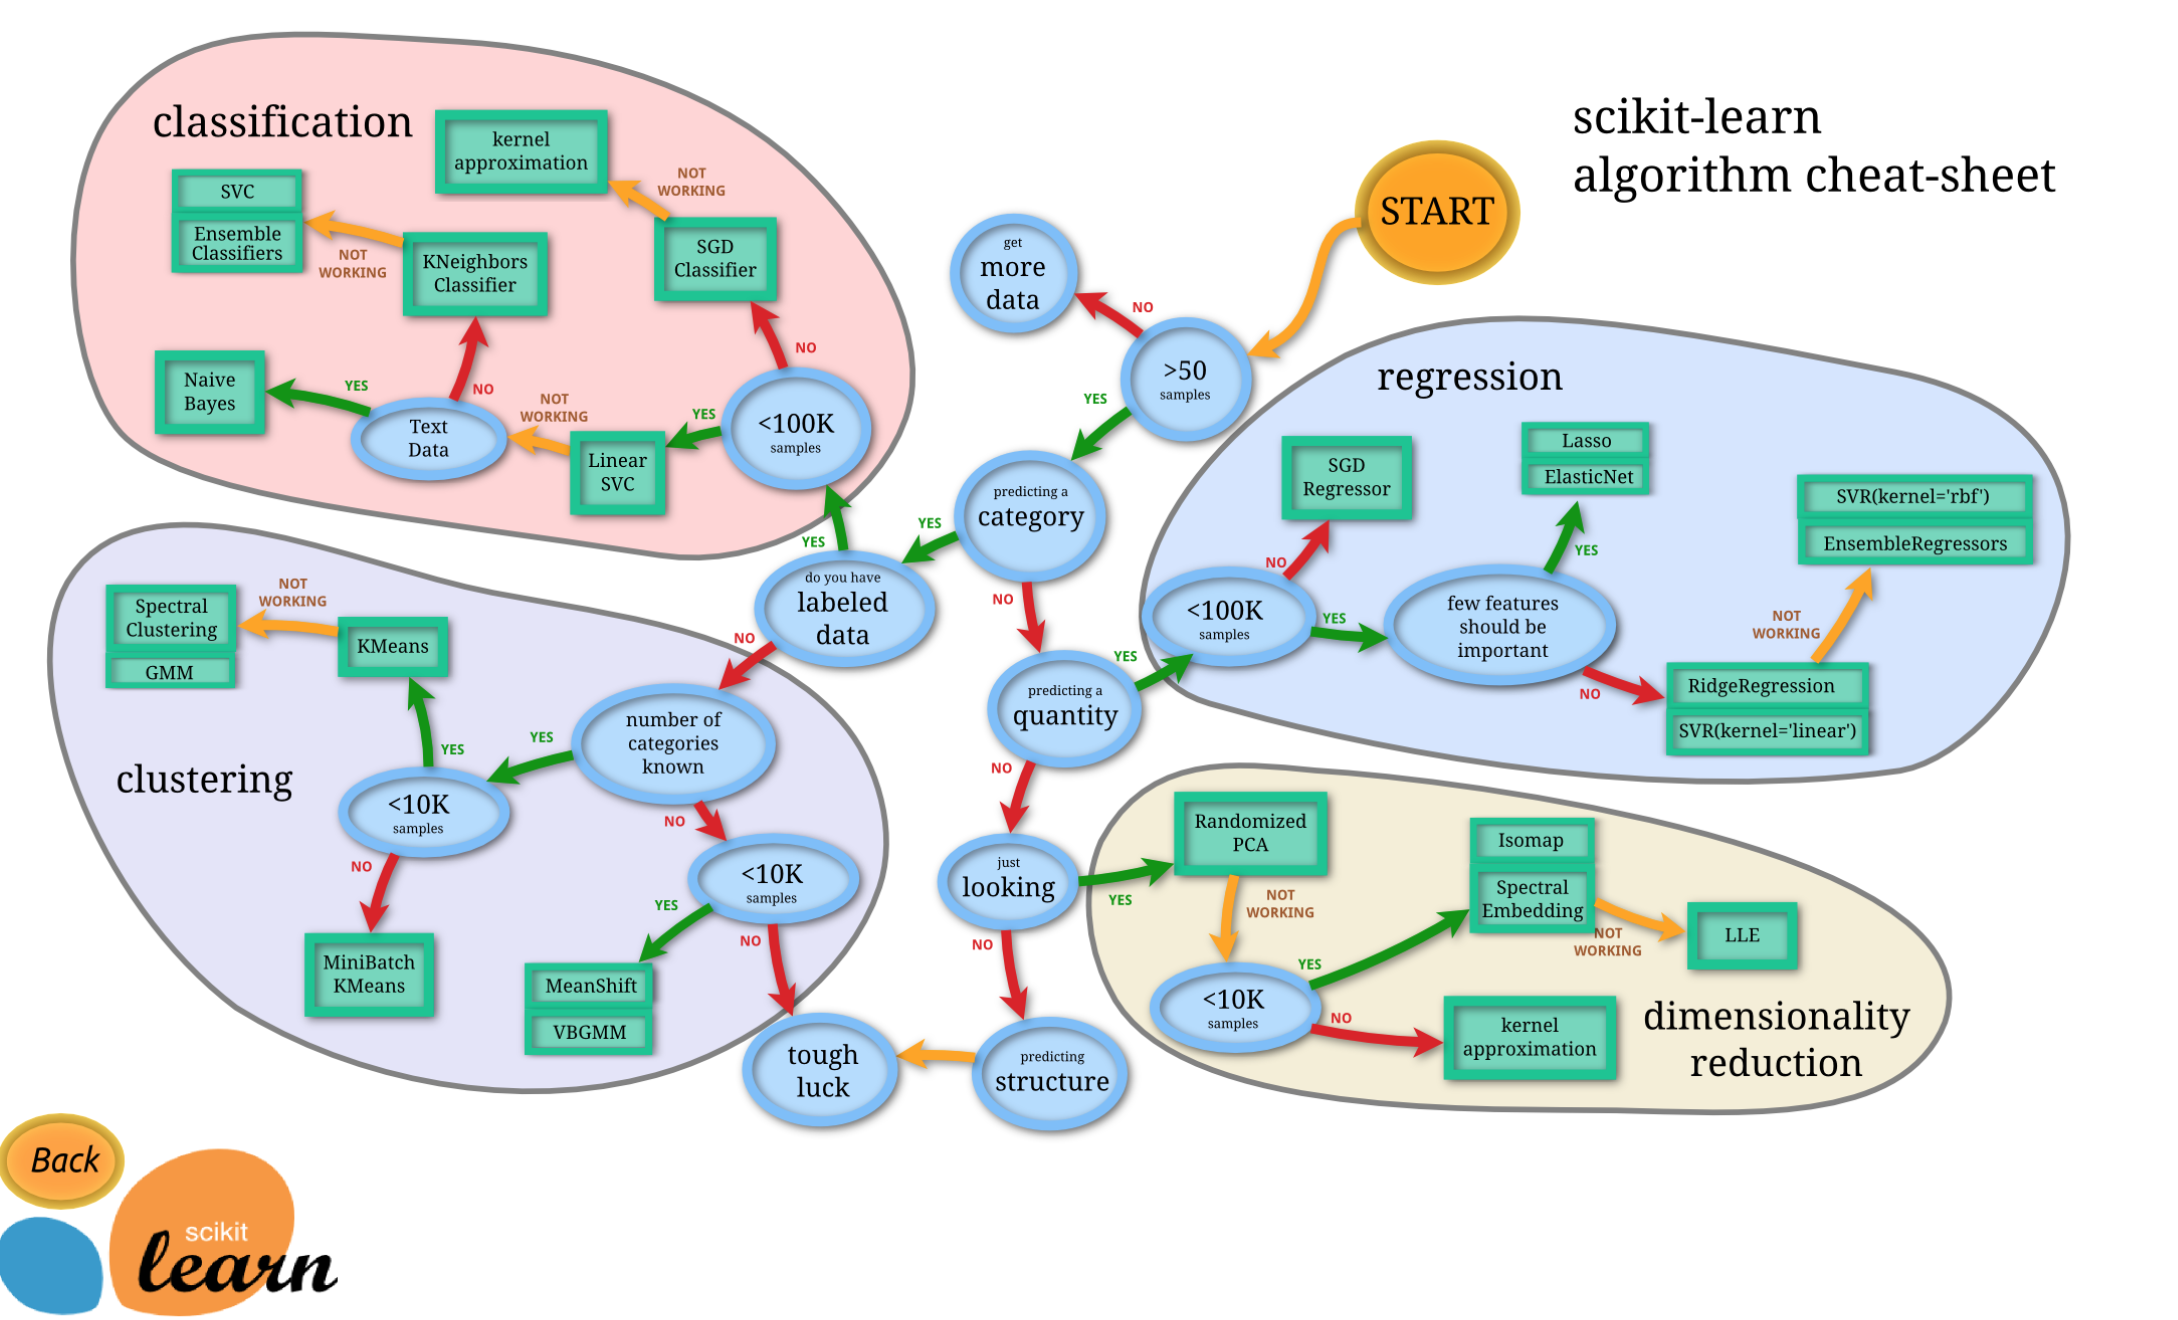 scikit-learn
algorithm cheat-sheet
START
classification
kernel
approximation
NOT
WORKING
SVC
Ensemble
Classifiers
NOT
WORKING
KNeighbors
Classifier
SGD
Classifier
NO
Naive
Bayes
YES
NO
Text
Data
NOT
WORKING
Linear
SVC
YES
<100K
samples
YES
get
more
data
NO
>50
samples
YES
predicting a
category
YES
NO
do you have
labeled
data
NO
predicting a
quantity
YES
NO
just
looking
YES
NO
predicting
structure
tough
luck
regression
SGD
Regressor
NO
<100K
samples
YES
Lasso
ElasticNet
YES
few features
should be
important
NO
SVR(kernel='rbf')
EnsembleRegressors
NOT
WORKING
RidgeRegression
SVR(kernel='linear')
clustering
Spectral
Clustering
GMM
NOT
WORKING
KMeans
YES
number of
categories
known
YES
NO
<10K
samples
NO
MiniBatch
KMeans
<10K
samples
YES
NO
MeanShift
VBGMM
dimensionality
reduction
Randomized
PCA
NOT
WORKING
<10K
samples
YES
NO
Isomap
Spectral
Embedding
NOT
WORKING
LLE
kernel
approximation
Back
scikit
learn